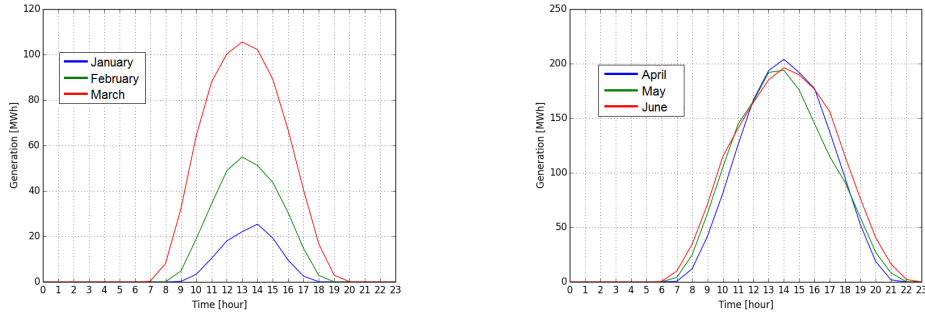 120
100
80
60
40
20
0
Generation [MWh]
January
February
March
0 1 2 3 4 5 6 7 8 9 10 11 12 13 14 15 16 17 18 19 20 21 22 23
Time [hour]
250
200
150
100
50
0
Generation [MWh]
April
May
June
0 1 2 3 4 5 6 7 8 9 10 11 12 13 14 15 16 17 18 19 20 21 22 23
Time [hour]